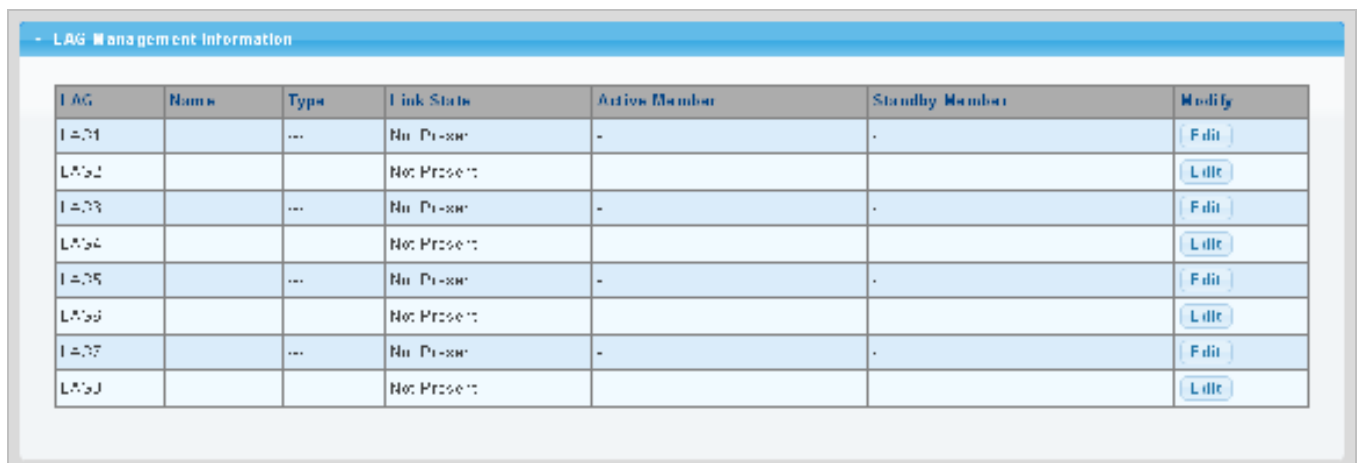 - LAG Management Information
LAG Name Type Link State Active Member Standby Member Modify
LAG1 --- Not Present - - Edit
LAG2 Not Present Edit
LAG3 --- Not Present - - Edit
LAG4 Not Present Edit
LAG5 --- Not Present - - Edit
LAG6 Not Present Edit
LAG7 --- Not Present - - Edit
LAG8 Not Present Edit